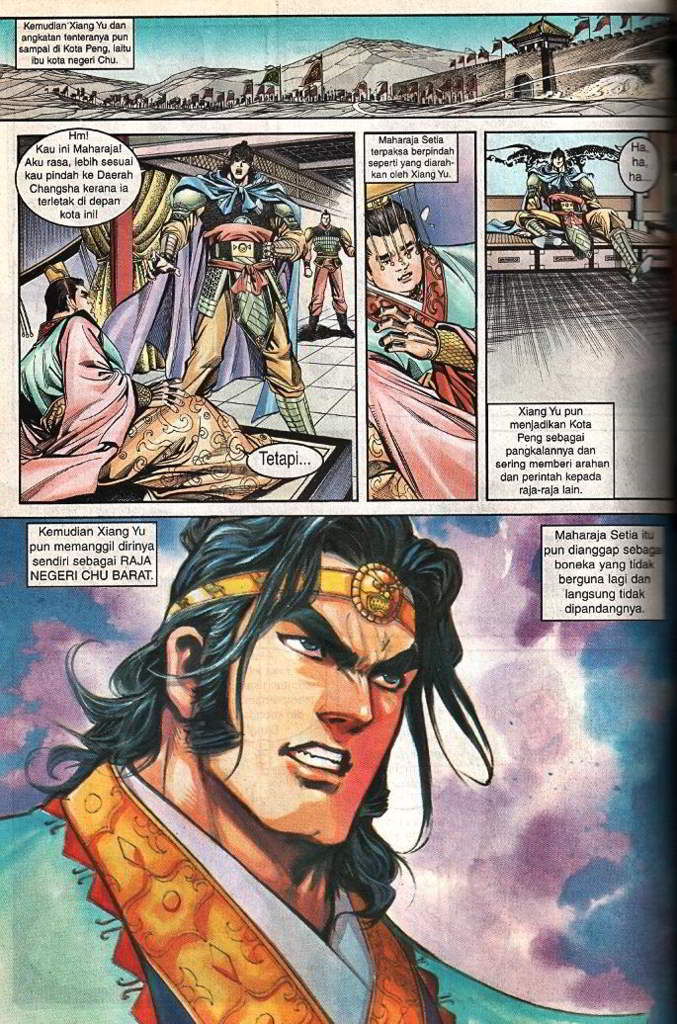 Kemudian Xiang Yu dan
angkatan tenteranya pun
sampai di Kota Peng, iaitu
ibu kota negeri Chu.
Hm!
Kau ini Maharaja!
Aku rasa, lebih sesuai
kau pindah ke Daerah
Changsha kerana ia
terletak di depan
kota ini!
Tetapi...
Maharaja Setia
terpaksa berpindah
seperti yang diarah-
kan oleh Xiang Yu.
Ha,
ha,
ha...
Xiang Yu pun
menjadikan Kota
Peng sebagai
pangkalannya dan
sering memberi arahan
dan perintah kepada
raja-raja lain.
Kemudian Xiang Yu
pun memanggil dirinya
sendiri sebagai RAJA
NEGERI CHU BARAT.
Maharaja Setia itu
pun dianggap sebagai
boneka yang tidak
berguna lagi dan
langsung tidak
dipandangnya.